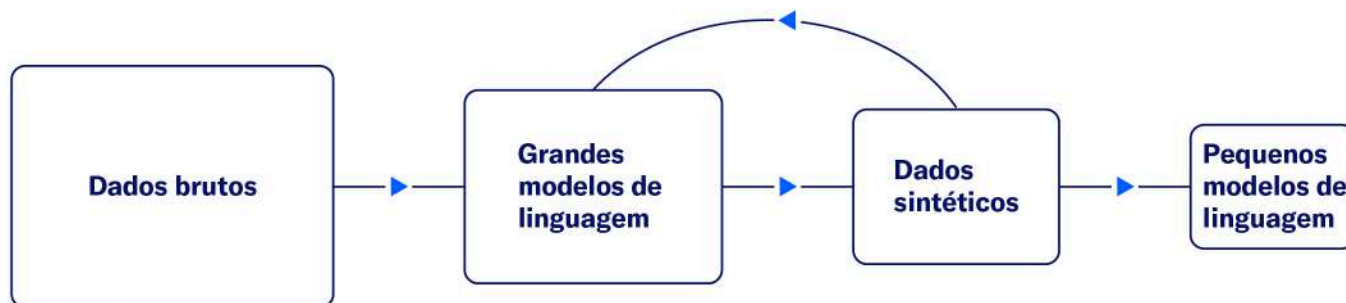 Dados brutos
Grandes
modelos de
linguagem
Dados
sintéticos
Pequenos
modelos de
linguagem